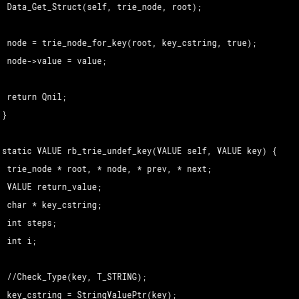 Data_Get_Struct(self, trie_node, root);
node = trie_node_for_key(root, key_cstring, true);
node->value = value;
return Qnil;
}
static VALUE rb_trie_undef_key(VALUE self, VALUE key) {
trie_node * root, * node, * prev, * next;
VALUE return_value;
char * key_cstring;
int steps;
int i;
//Check_Type(key, T_STRING);
key_cstring = StringValuePtr(key);